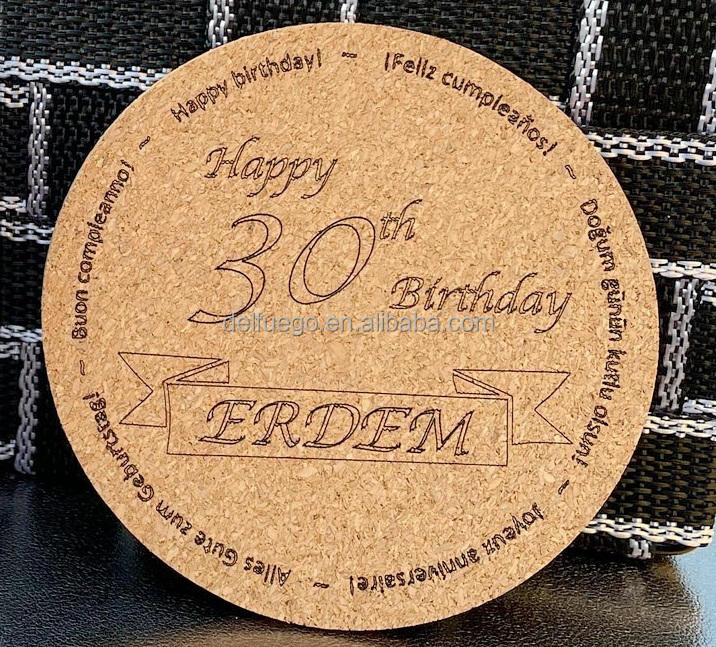 Happy birthday!
~
¡Feliz cumpleaños!
~
Doğum günün kutlu olsun!
~
Joyeux anniversaire!
~
Alles Gute zum Geburtstag!
~
Buon compleanno!
~
Happy
30th
Birthday
ERDEM
delfuego.en.alibaba.com